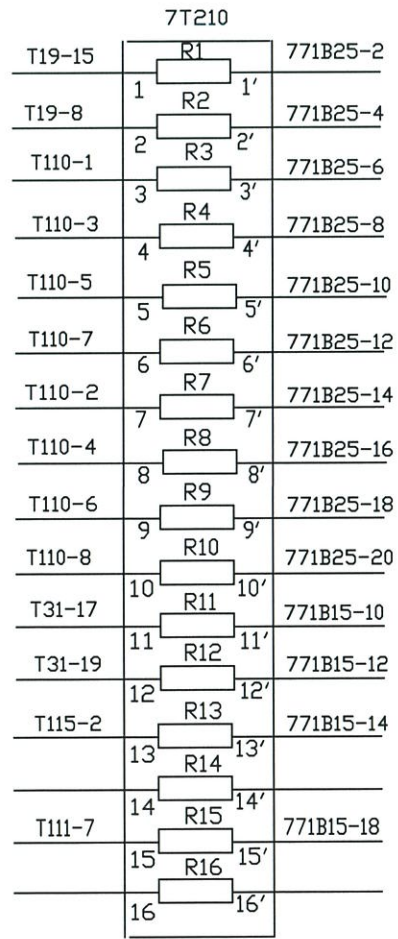 7T210
T19-15 R1 771B25-2
1 1'
T19-8 R2 771B25-4
2 2'
T110-1 R3 771B25-6
3 3'
T110-3 R4 771B25-8
4 4'
T110-5 R5 771B25-10
5 5'
T110-7 R6 771B25-12
6 6'
T110-2 R7 771B25-14
7 7'
T110-4 R8 771B25-16
8 8'
T110-6 R9 771B25-18
9 9'
T110-8 R10 771B25-20
10 10'
T31-17 R11 771B15-10
11 11'
T31-19 R12 771B15-12
12 12'
T115-2 R13 771B15-14
13 13'
R14
14 14'
T111-7 R15 771B15-18
15 15'
R16
16 16'